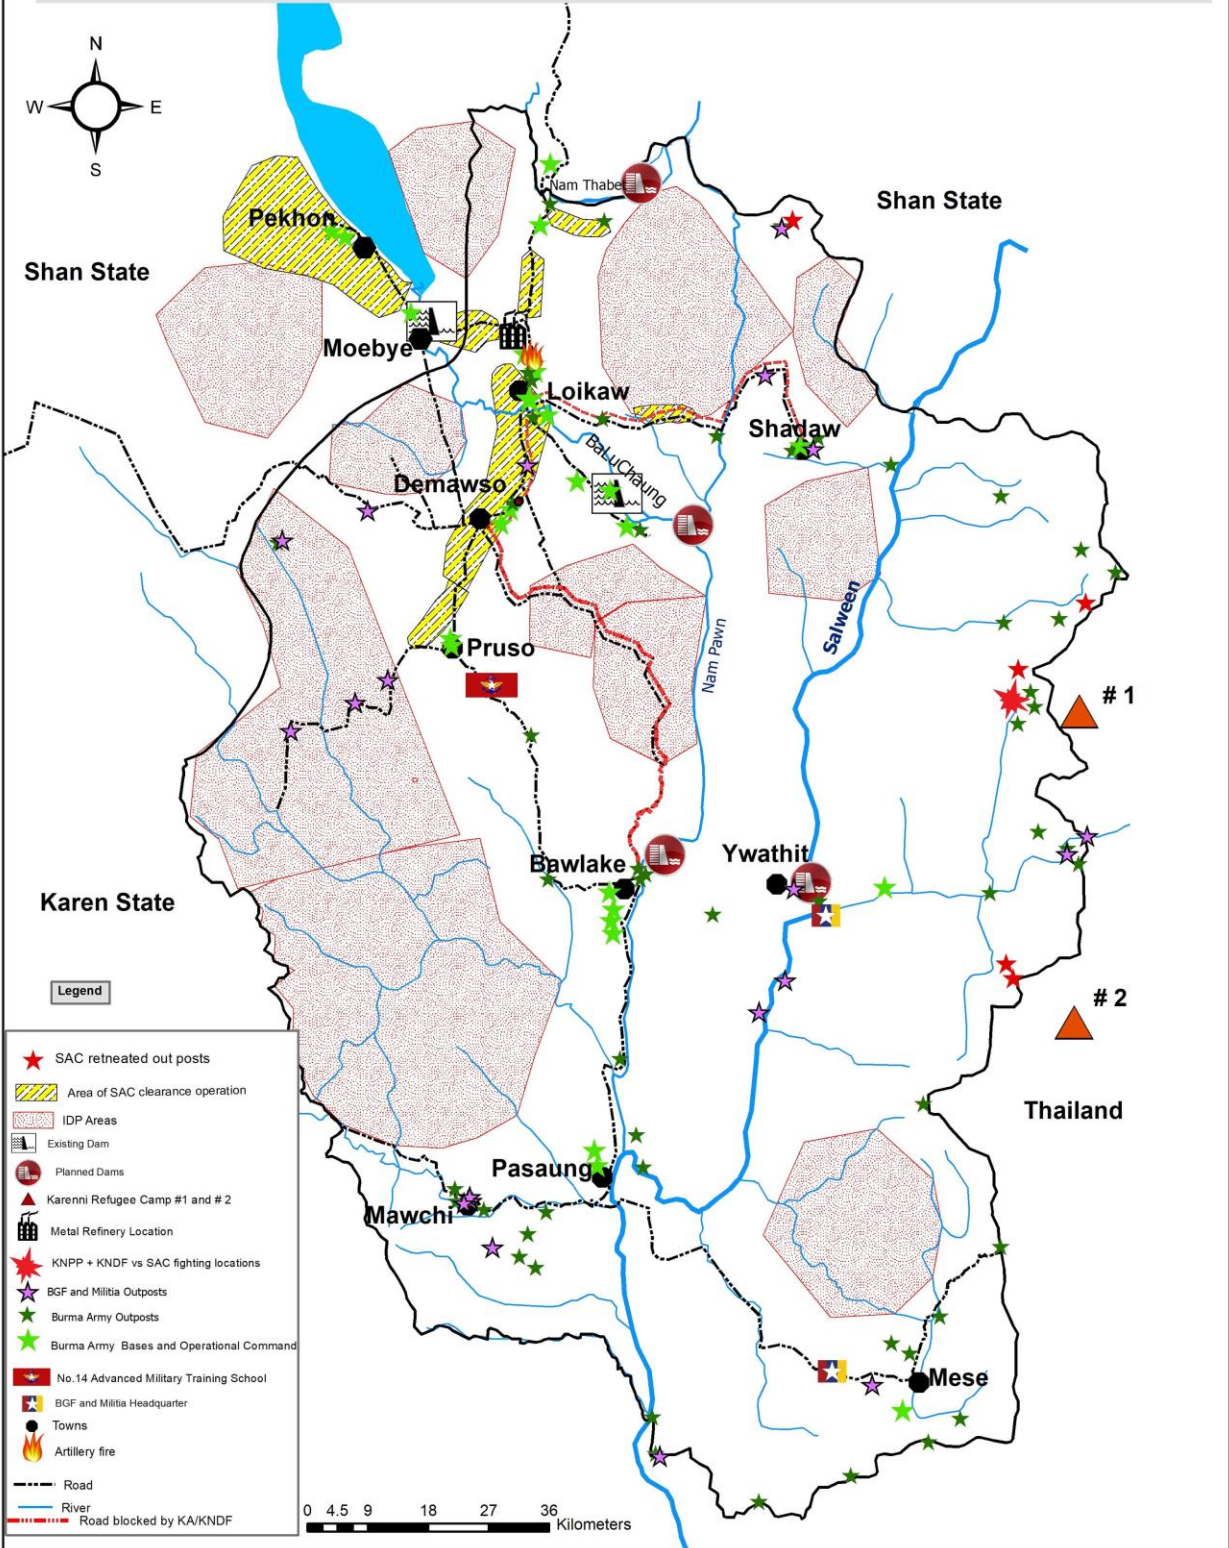 N
W E
S
Nam Thabe
Shan State
Pekhon
Shan State
Moebye
Loikaw
Shadaw
BaLuChaung
Demawso
Salween
Nam Pawn
Pruso
# 1
Bawlake
Ywathit
Karen State
Legend
# 2
SAC retneated out posts
Area of SAC clearance operation
IDP Areas
Existing Dam
Planned Dams
Karenni Refugee Camp #1 and # 2
Metal Refinery Location
KNPP + KNDF vs SAC fighting locations
BGF and Militia Outposts
Burma Army Outposts
Burma Army Bases and Operational Command
No.14 Advanced Military Training School
BGF and Militia Headquarter
Towns
Artillery fire
Road
River
Road blocked by KA/KNDF
Thailand
Pasaung
Mawchi
Mese
0 4.5 9 18 27 36
Kilometers